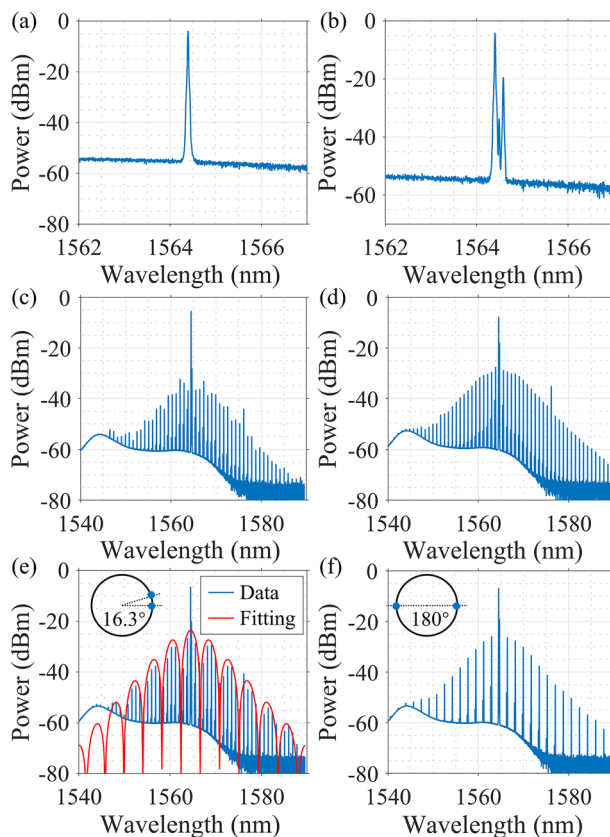 (a)
0
-20
-40
-60
-80
Power (dBm)
1562
1564
1566
Wavelength (nm)
(b)
0
-20
-40
-60
Power (dBm)
1562
1564
1566
Wavelength (nm)
(c)
0
-20
-40
-60
-80
Power (dBm)
1540
1560
1580
Wavelength (nm)
(d)
0
-20
-40
-60
-80
Power (dBm)
1540
1560
1580
Wavelength (nm)
(e)
0
-20
-40
-60
-80
Power (dBm)
16.3°
Data
Fitting
1540
1560
1580
Wavelength (nm)
(f)
0
-20
-40
-60
-80
Power (dBm)
180°
1540
1560
1580
Wavelength (nm)